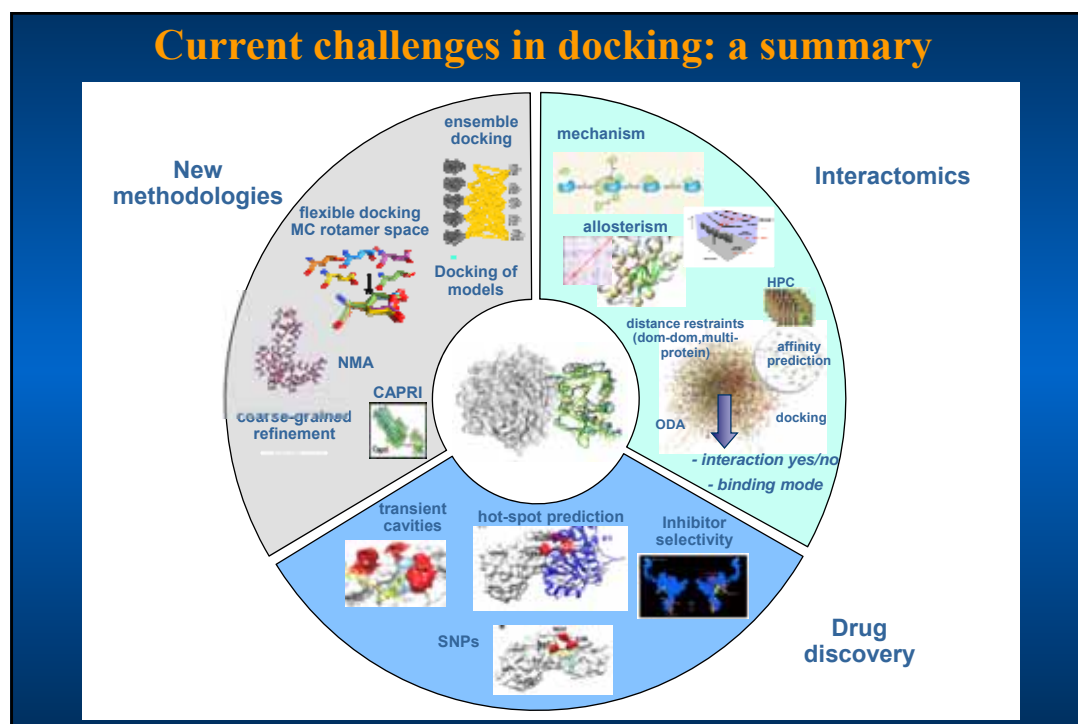 Current challenges in docking: a summary
New
methodologies
ensemble
docking
flexible docking
MC rotamer space
Docking of
models
NMA
CAPRI
coarse-grained
refinement
Capri
mechanism
Interactomics
allosterism
HPC
distance restraints
(dom-dom,multi-
protein)
affinity
prediction
ODA
docking
- interaction yes/no
- binding mode
transient
cavities
hot-spot prediction
Inhibitor
selectivity
SNPs
Drug
discovery